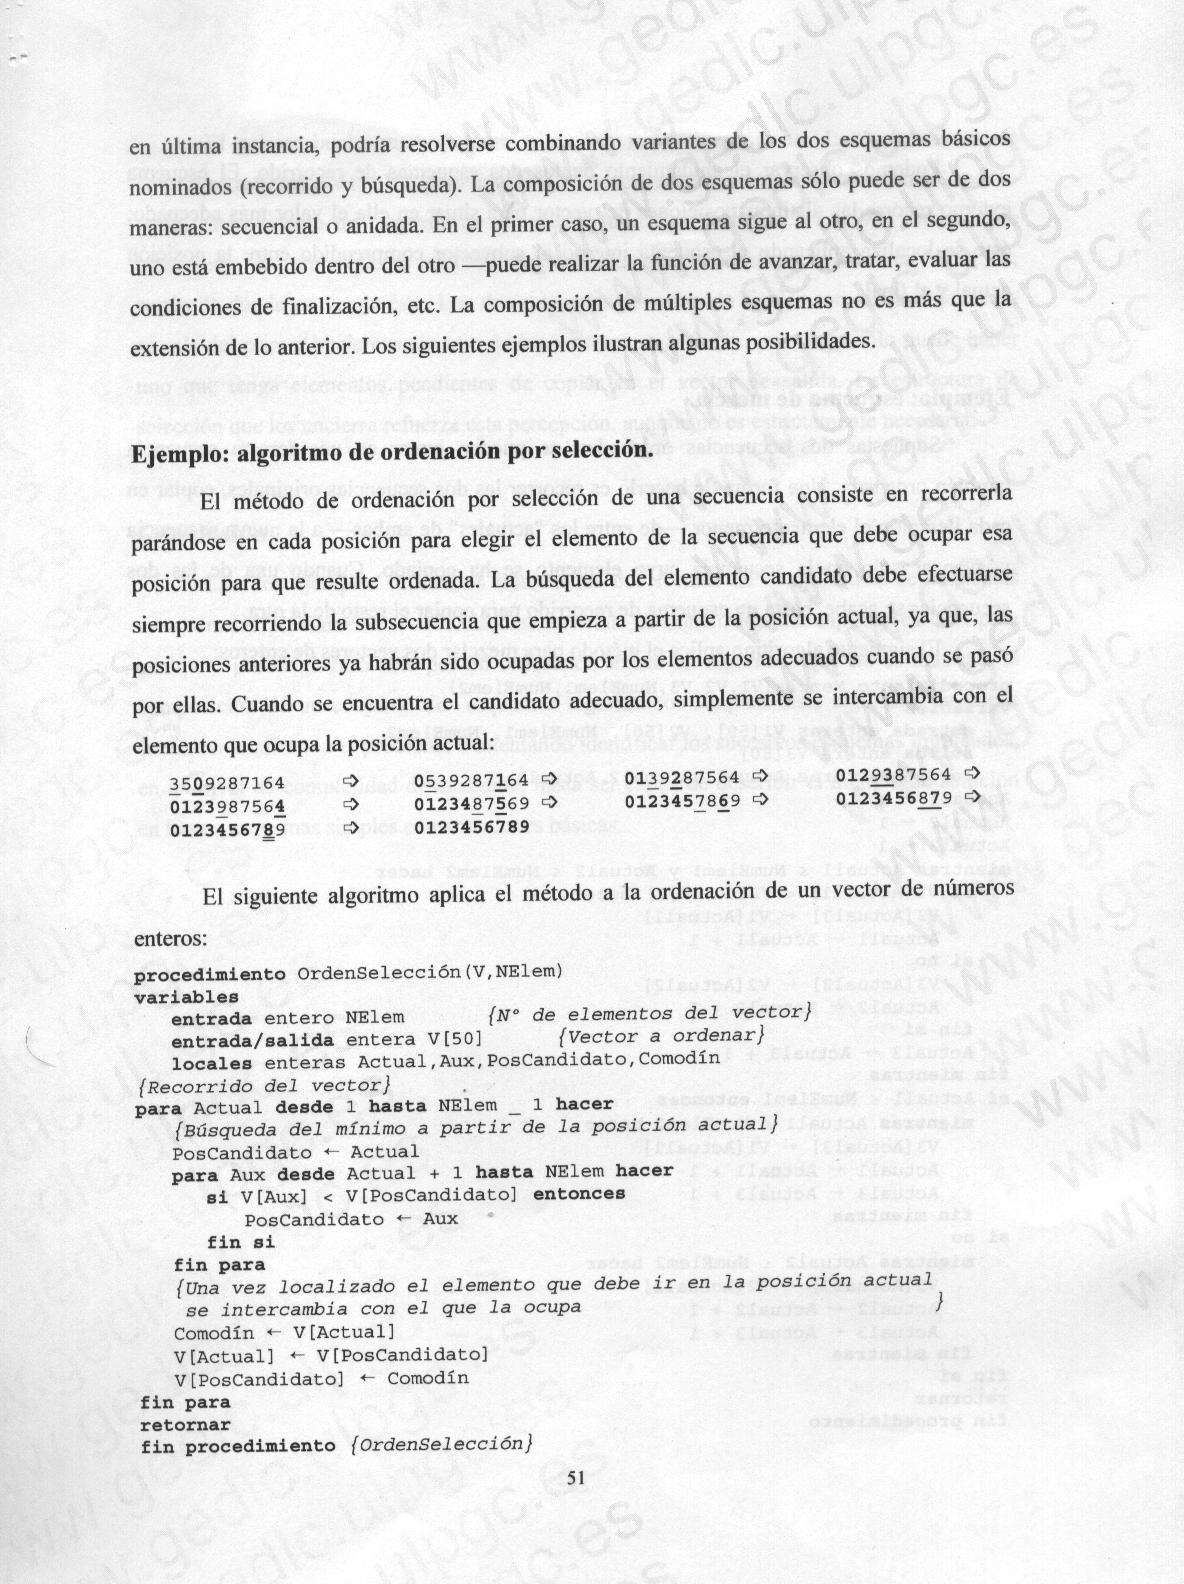 en última instancia, podría resolverse combinando variantes de los dos esquemas básicos
nominados (recorrido y búsqueda). La composición de dos esquemas sólo puede ser de dos
maneras: secuencial o anidada. En el primer caso, un esquema sigue al otro, en el segundo,
uno está embebido dentro del otro —puede realizar la función de avanzar, tratar, evaluar las
condiciones de finalización, etc. La composición de múltiples esquemas no es más que la
extensión de lo anterior. Los siguientes ejemplos ilustran algunas posibilidades.
Ejemplo: algoritmo de ordenación por selección.
El método de ordenación por selección de una secuencia consiste en recorrerla
parándose en cada posición para elegir el elemento de la secuencia que debe ocupar esa
posición para que resulte ordenada. La búsqueda del elemento candidato debe efectuarse
siempre recorriendo la subsecuencia que empieza a partir de la posición actual, ya que, las
posiciones anteriores ya habrán sido ocupadas por los elementos adecuados cuando se pasó
por ellas. Cuando se encuentra el candidato adecuado, simplemente se intercambia con el
elemento que ocupa la posición actual:
3509287164 ⇨ 0539287164 ⇨ 0139287564 ⇨ 0129387564 ⇨
0123987564 ⇨ 0123487569 ⇨ 0123457869 ⇨ 0123456879 ⇨
0123456789 ⇨ 0123456789
El siguiente algoritmo aplica el método a la ordenación de un vector de números
enteros:
procedimiento OrdenSelección(V,NElem)
variables
entrada entero NElem {N° de elementos del vector}
entrada/salida entera V[50] {Vector a ordenar}
locales enteras Actual,Aux,PosCandidato,Comodín
{Recorrido del vector}
para Actual desde 1 hasta NElem _ 1 hacer
{Búsqueda del mínimo a partir de la posición actual}
PosCandidato ← Actual
para Aux desde Actual + 1 hasta NElem hacer
si V[Aux] < V[PosCandidato] entonces
PosCandidato ← Aux
fin si
fin para
{Una vez localizado el elemento que debe ir en la posición actual
se intercambia con el que la ocupa }
Comodín ← V[Actual]
V[Actual] ← V[PosCandidato]
V[PosCandidato] ← Comodín
fin para
retornar
fin procedimiento {OrdenSelección}
51
www.gedlc.ulpgc.es